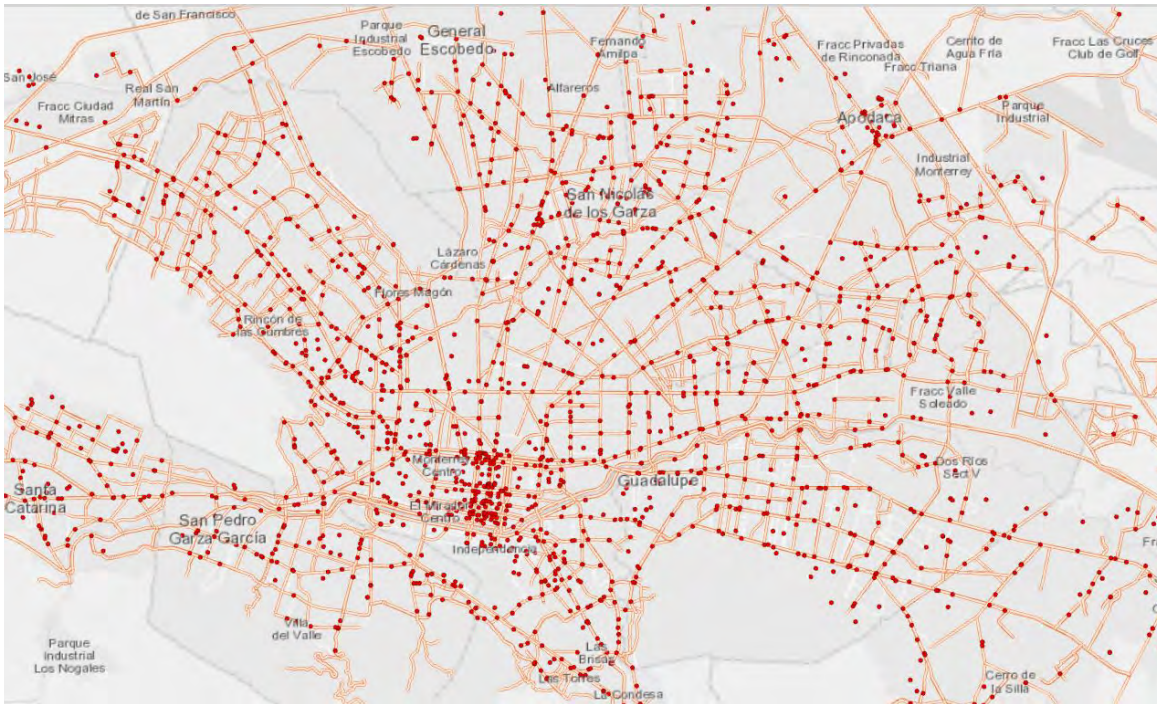 de San Francisco
Parque
Industrial
Escobedo
General
Escobedo
Fernando
Amilpa
Fracc Privadas
de Rinconada
Cerrito de
Agua Fría
Fracc Las Cruces
Club de Golf
Fracc Triana
San José
Real San
Martín
Alfareros
Fracc Ciudad
Mitras
Apodaca
Parque
Industrial
Industrial
Monterrey
San Nicolás
de los Garza
Lázaro
Cárdenas
Flores Magón
Rincón de
las Cumbres
Fracc Valle
Soleado
Monterrey
Centro
Dos Ríos
Sect V
Guadalupe
Santa
Catarina
El Mirador
Centro
San Pedro
Garza García
Independencia
Villa
del Valle
Parque
Industrial
Los Nogales
Las
Brisas
Las Torres
La Condesa
Cerro de
la Silla